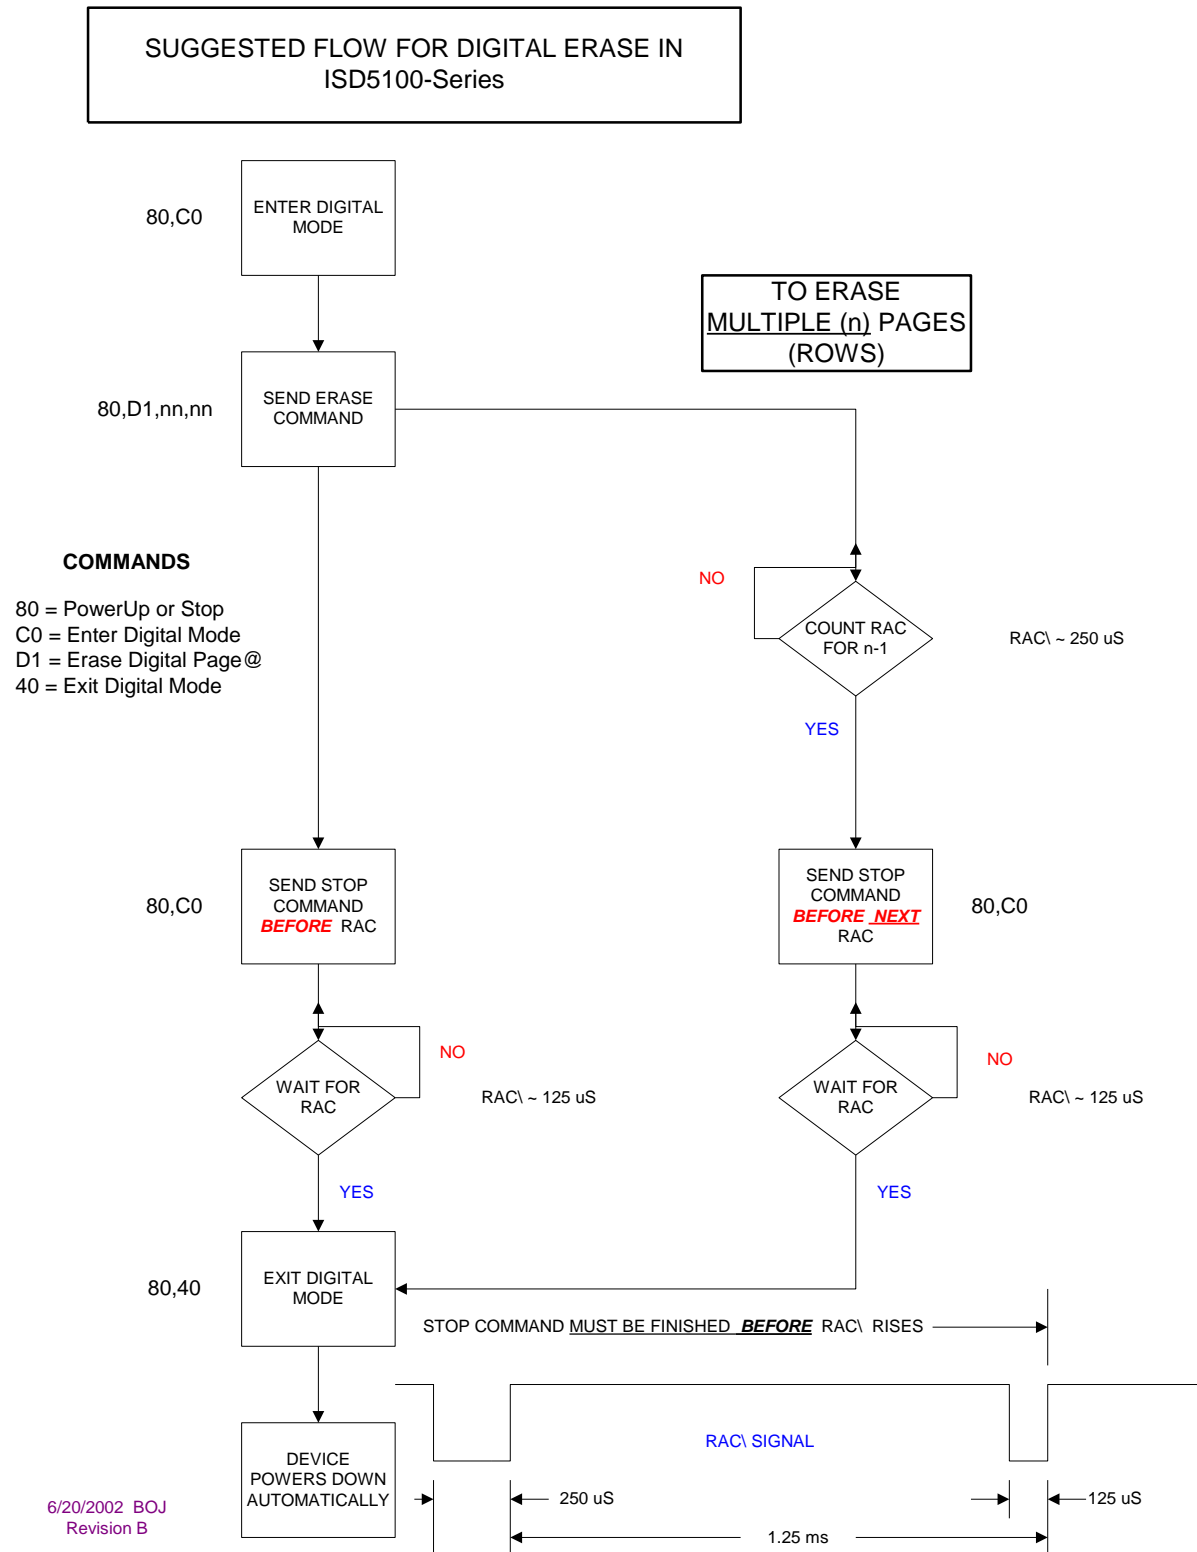 SUGGESTED FLOW FOR DIGITAL ERASE IN
ISD5100-Series
80,C0
ENTER DIGITAL
MODE
TO ERASE
MULTIPLE (n) PAGES
(ROWS)
80,D1,nn,nn
SEND ERASE
COMMAND
COMMANDS
80 = PowerUp or Stop
C0 = Enter Digital Mode
D1 = Erase Digital Page@
40 = Exit Digital Mode
NO
COUNT RAC
FOR n-1
RAC\ ~ 250 uS
YES
80,C0
SEND STOP
COMMAND
BEFORE RAC
SEND STOP
COMMAND
BEFORE NEXT
RAC
80,C0
WAIT FOR
RAC
NO
RAC\ ~ 125 uS
YES
WAIT FOR
RAC
NO
RAC\ ~ 125 uS
YES
80,40
EXIT DIGITAL
MODE
STOP COMMAND MUST BE FINISHED BEFORE RAC\ RISES
RAC\ SIGNAL
DEVICE
POWERS DOWN
AUTOMATICALLY
250 uS
125 uS
1.25 ms
6/20/2002 BOJ
Revision B